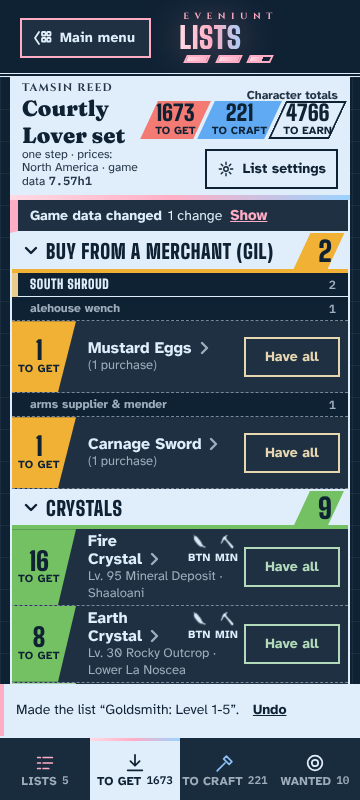 Main menu
EVENIUNT
LISTS
TAMSIN REED
Courtly
Lover set
one step · prices:
North America · game
data 7.57h1
Character totals
1673
TO GET
221
TO CRAFT
4766
TO EARN
List settings
Game data changed 1 change Show
BUY FROM A MERCHANT (GIL) 2
SOUTH SHROUD 2
alehouse wench 1
1
TO GET
Mustard Eggs
(1 purchase)
Have all
arms supplier & mender 1
1
TO GET
Carnage Sword
(1 purchase)
Have all
CRYSTALS 9
16
TO GET
Fire
Crystal
BTN MIN
Lv. 95 Mineral Deposit ·
Shaaloani
Have all
8
TO GET
Earth
Crystal
BTN MIN
Lv. 30 Rocky Outcrop ·
Lower La Noscea
Have all
Made the list “Goldsmith: Level 1-5”. Undo
LISTS 5
TO GET 1673
TO CRAFT 221
WANTED 10